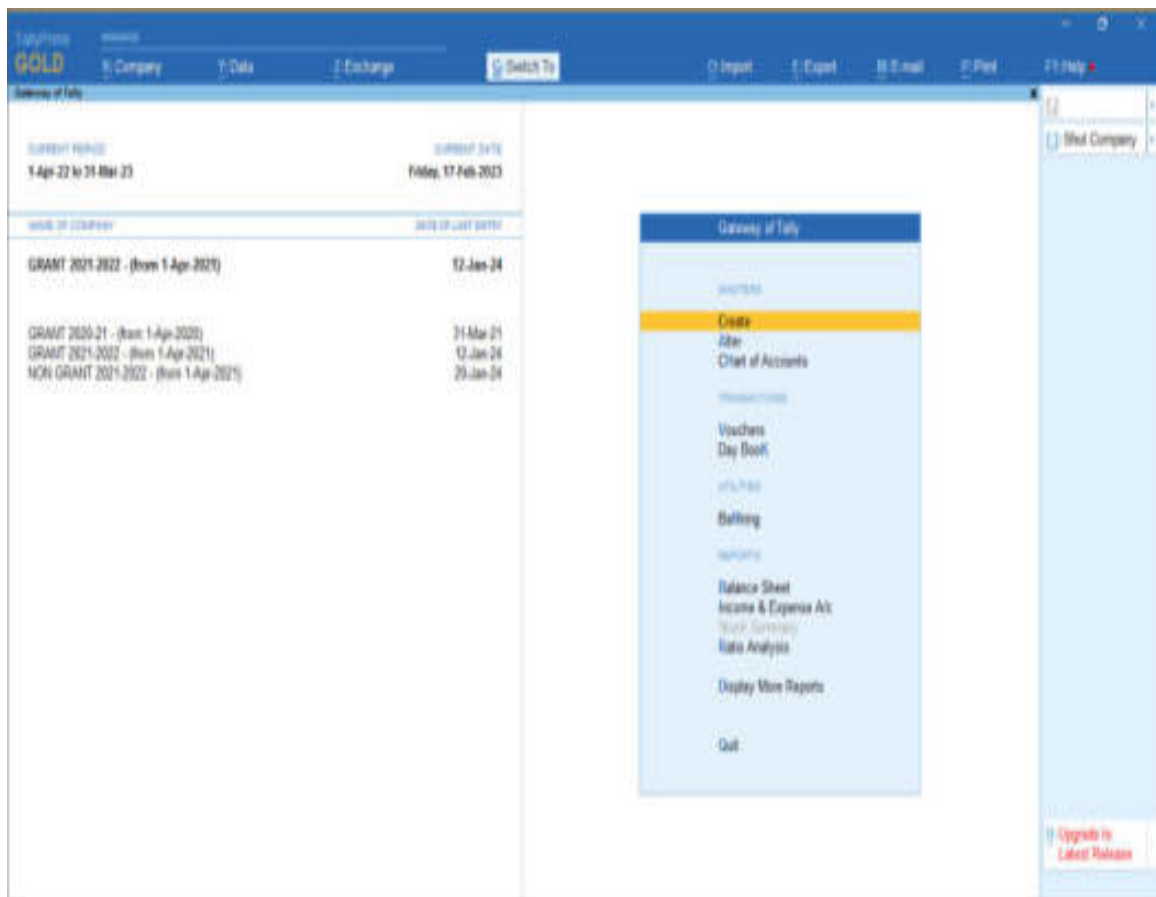 TallyPrime
MANAGE
GOLD
K: Company
Y: Data
Z: Exchange
G: Switch To
O: Import
E: Export
M: E-mail
P: Print
F1: Help
Gateway of Tally
CURRENT PERIOD
CURRENT DATE
1-Apr-22 to 31-Mar-23
Friday, 17-Feb-2023
NAME OF COMPANY
DATE OF LAST ENTRY
GRANT 2021-2022 - (from 1-Apr-2021)
12-Jan-24
GRANT 2020-21 - (from 1-Apr-2020)
31-Mar-21
GRANT 2021-2022 - (from 1-Apr-2021)
12-Jan-24
NON GRANT 2021-2022 - (from 1-Apr-2021)
29-Jan-24
Gateway of Tally
MASTERS
Create
Alter
CHart of Accounts
TRANSACTIONS
Vouchers
Day BooK
UTILITIES
BaNking
REPORTS
Balance Sheet
Income & Expense A/c
Stock Summary
Ratio Analysis
Display More Reports
Quit
Shut Company
Upgrade to
Latest Release